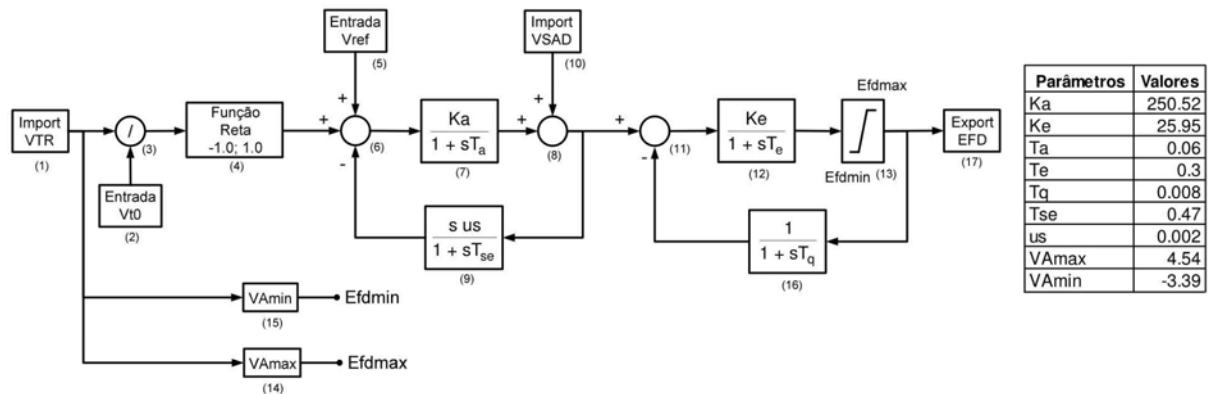 Import
VTR
(1)
/
(3)
Entrada
Vt0
(2)
Função
Reta
-1.0; 1.0
(4)
Entrada
Vref
(5)
+
+
-
(6)
Ka
1 + sTa
(7)
Import
VSAD
(10)
+
+
(8)
s us
1 + sTse
(9)
+
-
(11)
Ke
1 + sTe
(12)
Efdmax
Efdmin
(13)
Export
EFD
(17)
1
1 + sTq
(16)
VAmin
(15)
Efdmin
VAmax
(14)
Efdmax
Parâmetros Valores
Ka 250.52
Ke 25.95
Ta 0.06
Te 0.3
Tq 0.008
Tse 0.47
us 0.002
VAmax 4.54
VAmin -3.39